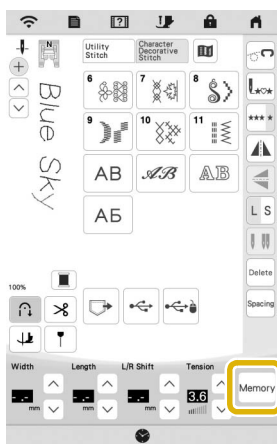 N
Utility
Stitch
Character
Decorative
Stitch
Blue Sky
6
7
8
9
10
11
AB
AB
AB
АБ
L S
Delete
Spacing
100%
Width
Length
L/R Shift
Tension
-.-
mm
-.-
mm
-.-
mm
3.6
Memory